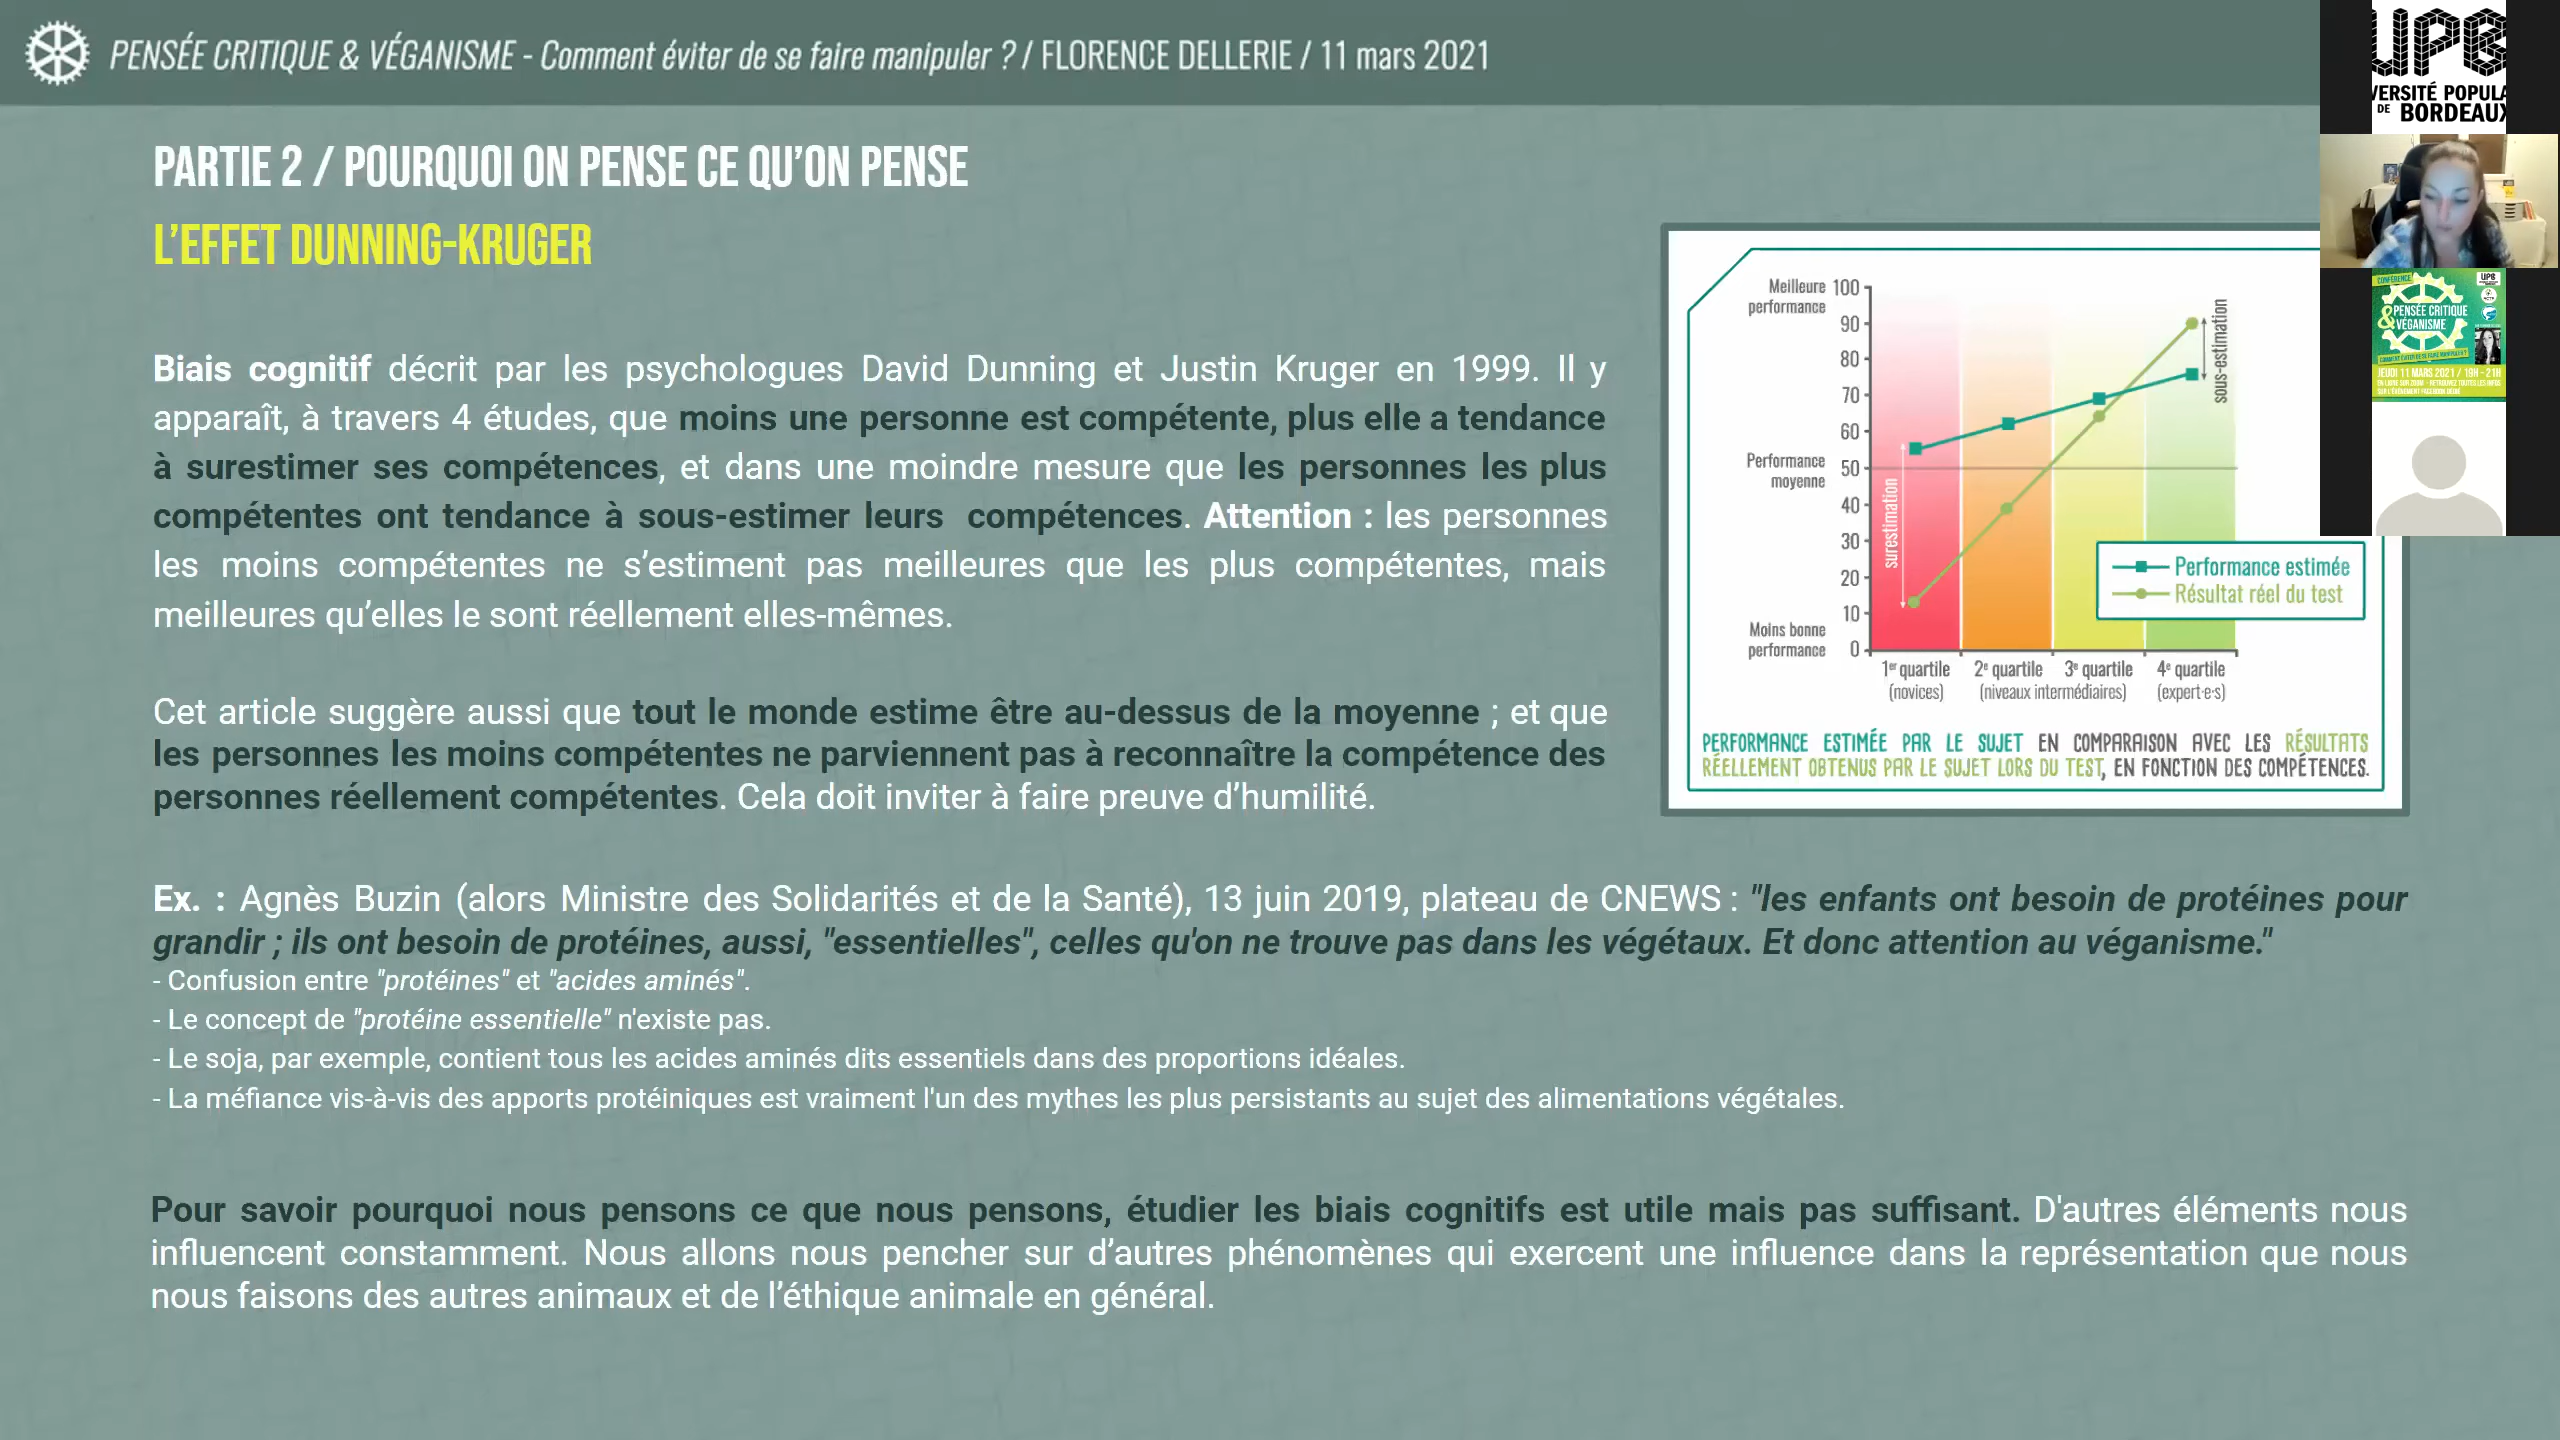 PENSÉE CRITIQUE & VÉGANISME - Comment éviter de se faire manipuler ? / FLORENCE DELLERIE / 11 mars 2021
PARTIE 2 / POURQUOI ON PENSE CE QU’ON PENSE
L’EFFET DUNNING-KRUGER
Biais cognitif décrit par les psychologues David Dunning et Justin Kruger en 1999. Il y
apparaît, à travers 4 études, que moins une personne est compétente, plus elle a tendance
à surestimer ses compétences, et dans une moindre mesure que les personnes les plus
compétentes ont tendance à sous-estimer leurs compétences. Attention : les personnes
les moins compétentes ne s’estiment pas meilleures que les plus compétentes, mais
meilleures qu’elles le sont réellement elles-mêmes.
Cet article suggère aussi que tout le monde estime être au-dessus de la moyenne ; et que
les personnes les moins compétentes ne parviennent pas à reconnaître la compétence des
personnes réellement compétentes. Cela doit inviter à faire preuve d’humilité.
Ex. : Agnès Buzin (alors Ministre des Solidarités et de la Santé), 13 juin 2019, plateau de CNEWS : "les enfants ont besoin de protéines pour
grandir ; ils ont besoin de protéines, aussi, "essentielles", celles qu'on ne trouve pas dans les végétaux. Et donc attention au véganisme."
- Confusion entre "protéines" et "acides aminés".
- Le concept de "protéine essentielle" n'existe pas.
- Le soja, par exemple, contient tous les acides aminés dits essentiels dans des proportions idéales.
- La méfiance vis-à-vis des apports protéiniques est vraiment l'un des mythes les plus persistants au sujet des alimentations végétales.
Pour savoir pourquoi nous pensons ce que nous pensons, étudier les biais cognitifs est utile mais pas suffisant. D'autres éléments nous
influencent constamment. Nous allons nous pencher sur d’autres phénomènes qui exercent une influence dans la représentation que nous
nous faisons des autres animaux et de l’éthique animale en général.
Meilleure
performance
100
90
80
70
60
Performance
moyenne
50
40
30
20
10
Moins bonne
performance
0
surestimation
sous-estimation
1er quartile
2e quartile
3e quartile
4e quartile
(novices)
(niveaux intermédiaires)
(expert·e·s)
Performance estimée
Résultat réel du test
PERFORMANCE ESTIMÉE PAR LE SUJET EN COMPARAISON AVEC LES RÉSULTATS
RÉELLEMENT OBTENUS PAR LE SUJET LORS DU TEST, EN FONCTION DES COMPÉTENCES.
UPB
VERSITÉ POPULA
DE BORDEAUX
CONFÉRENCE
UPB
PENSÉE CRITIQUE
& VÉGANISME
COMMENT ÉVITER DE SE FAIRE MANIPULER ?
JEUDI 11 MARS 2021 / 19H - 21H